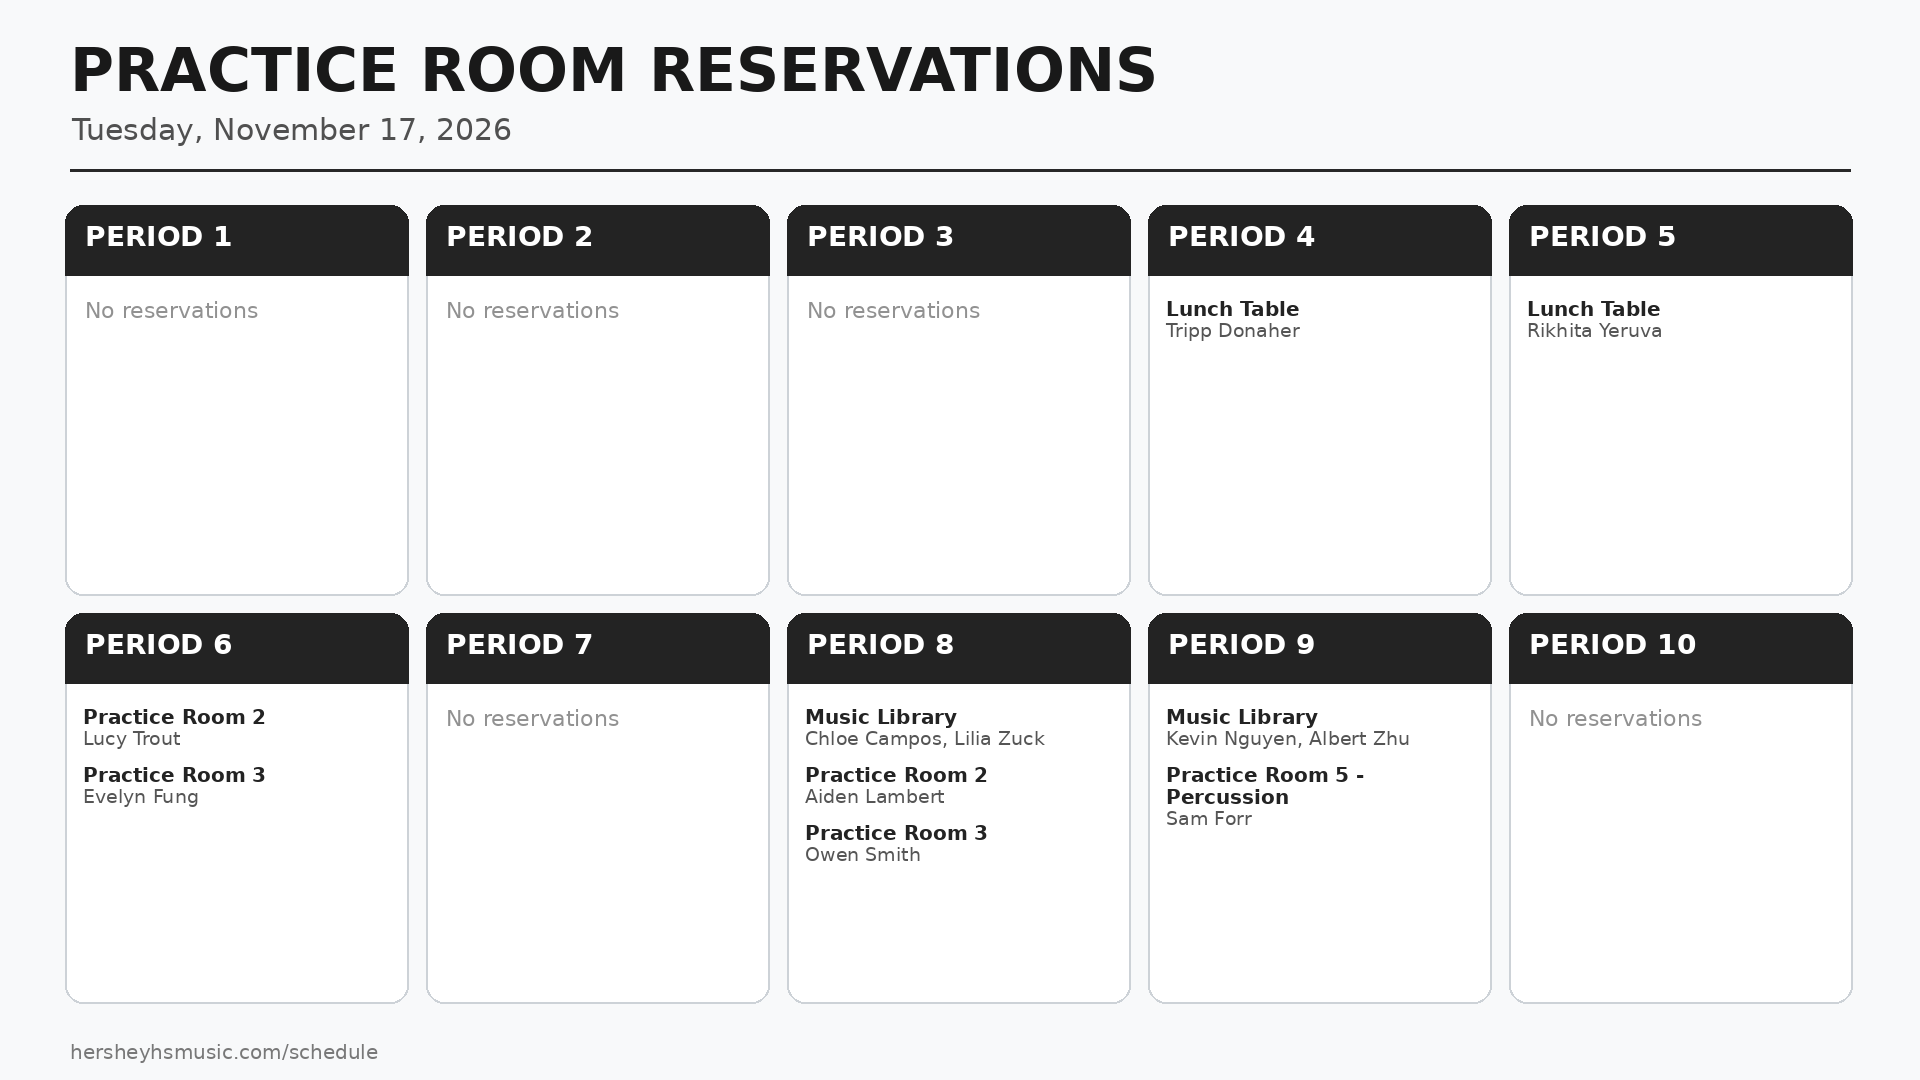 PRACTICE ROOM RESERVATIONS
Tuesday, November 17, 2026
PERIOD 1
No reservations
PERIOD 2
No reservations
PERIOD 3
No reservations
PERIOD 4
Lunch Table
Tripp Donaher
PERIOD 5
Lunch Table
Rikhita Yeruva
PERIOD 6
Practice Room 2
Lucy Trout
Practice Room 3
Evelyn Fung
PERIOD 7
No reservations
PERIOD 8
Music Library
Chloe Campos, Lilia Zuck
Practice Room 2
Aiden Lambert
Practice Room 3
Owen Smith
PERIOD 9
Music Library
Kevin Nguyen, Albert Zhu
Practice Room 5 -
Percussion
Sam Forr
PERIOD 10
No reservations
hersheyhsmusic.com/schedule